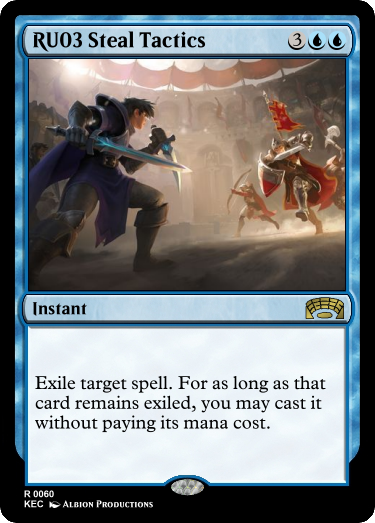 RU03 Steal Tactics 3
Instant
Exile target spell. For as long as that
card remains exiled, you may cast it
without paying its mana cost.
R 0060
KEC Albion Productions